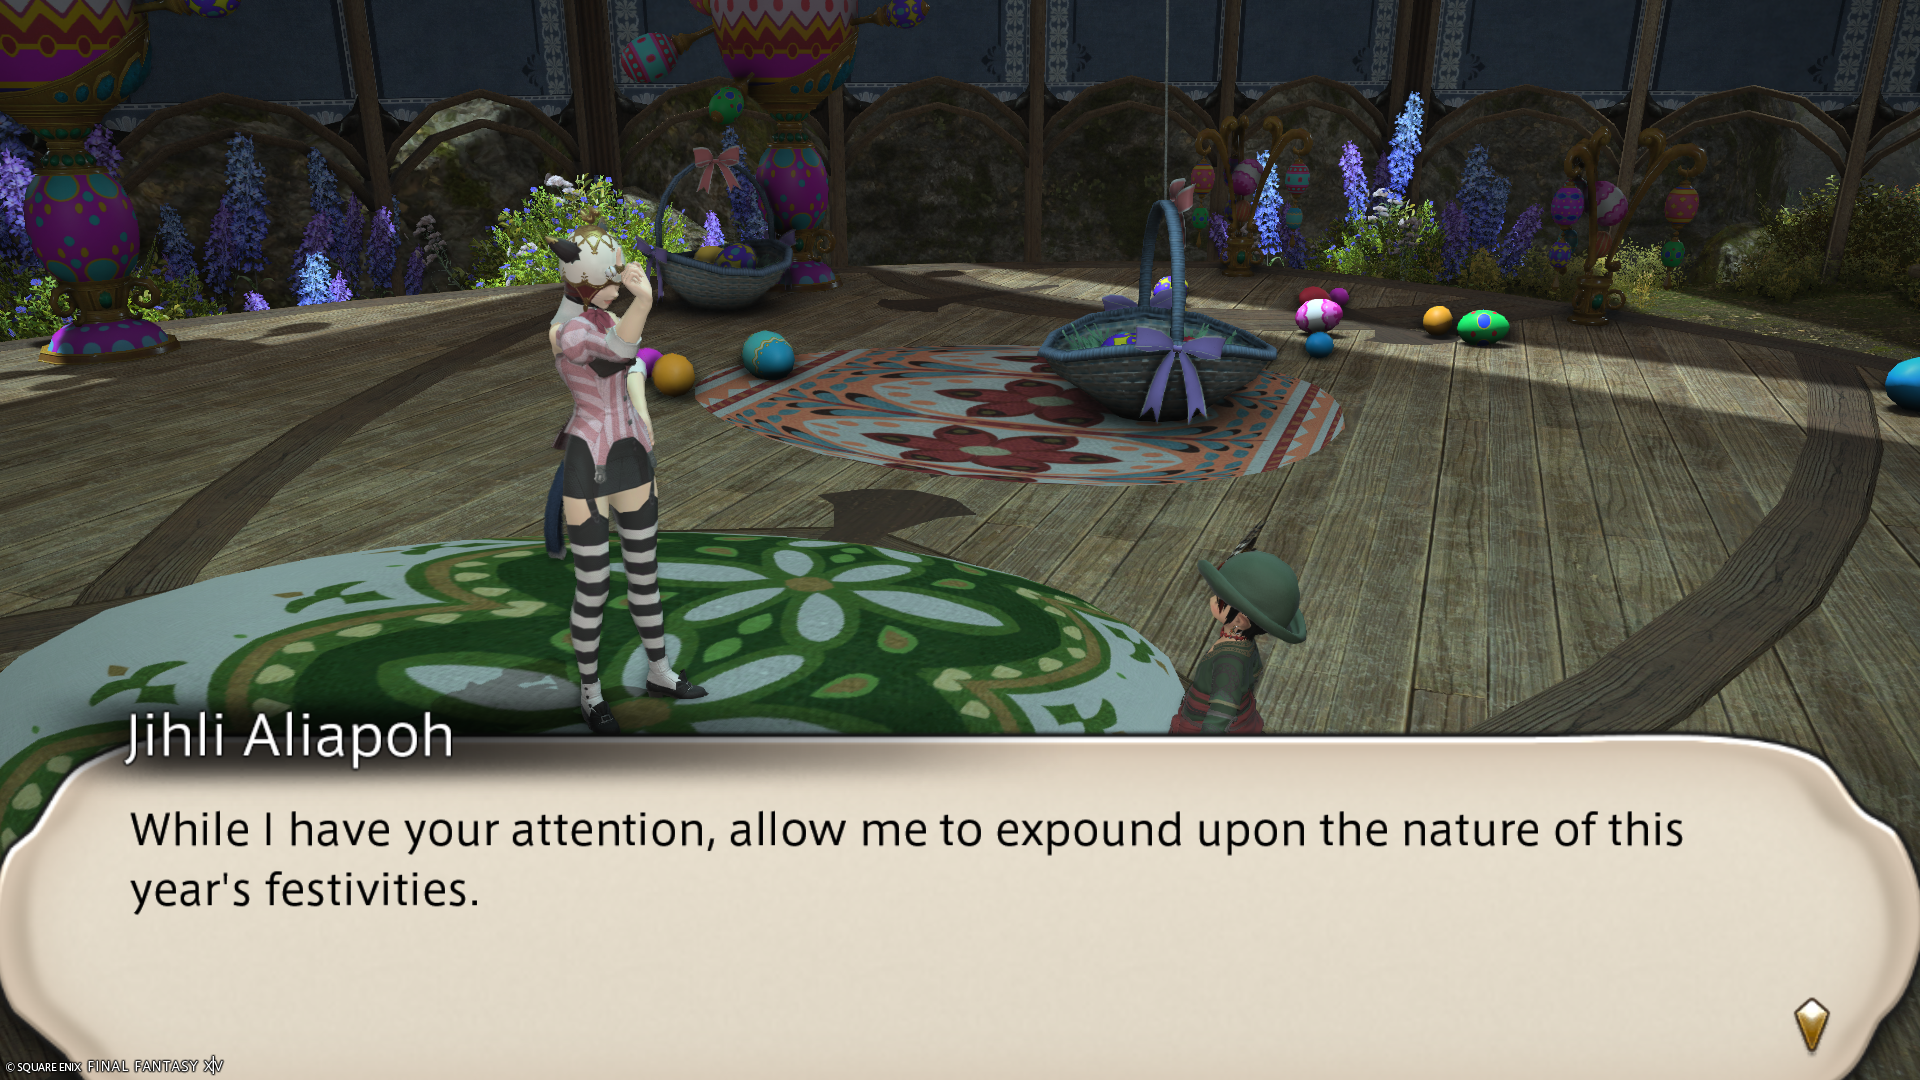 Jihli Aliapoh
While I have your attention, allow me to expound upon the nature of this
year's festivities.
© SQUARE ENIX FINAL FANTASY XIV